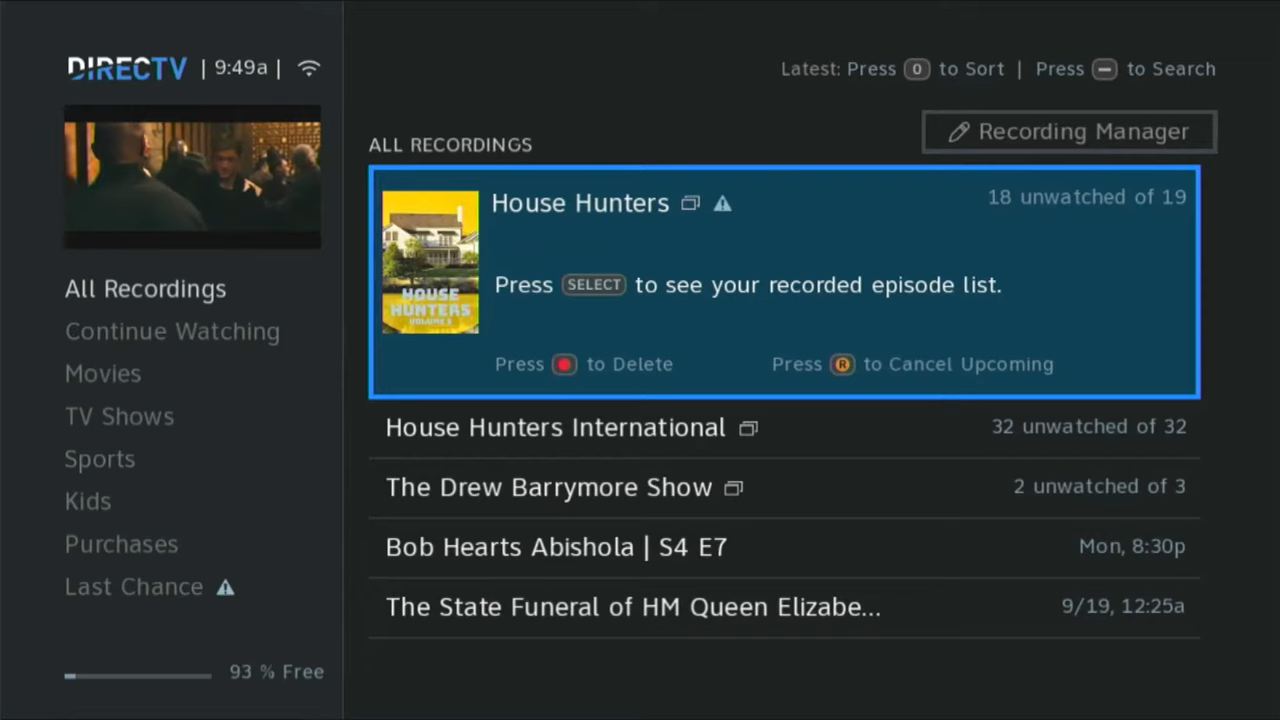 DIRECTV | 9:49a |
Latest: Press 0 to Sort | Press — to Search
Recording Manager
ALL RECORDINGS
House Hunters
18 unwatched of 19
HOUSE
HUNTERS
VOLUME
Press SELECT to see your recorded episode list.
Press to Delete
Press R to Cancel Upcoming
House Hunters International
32 unwatched of 32
The Drew Barrymore Show
2 unwatched of 3
Bob Hearts Abishola | S4 E7
Mon, 8:30p
The State Funeral of HM Queen Elizabe...
9/19, 12:25a
All Recordings
Continue Watching
Movies
TV Shows
Sports
Kids
Purchases
Last Chance
93 % Free